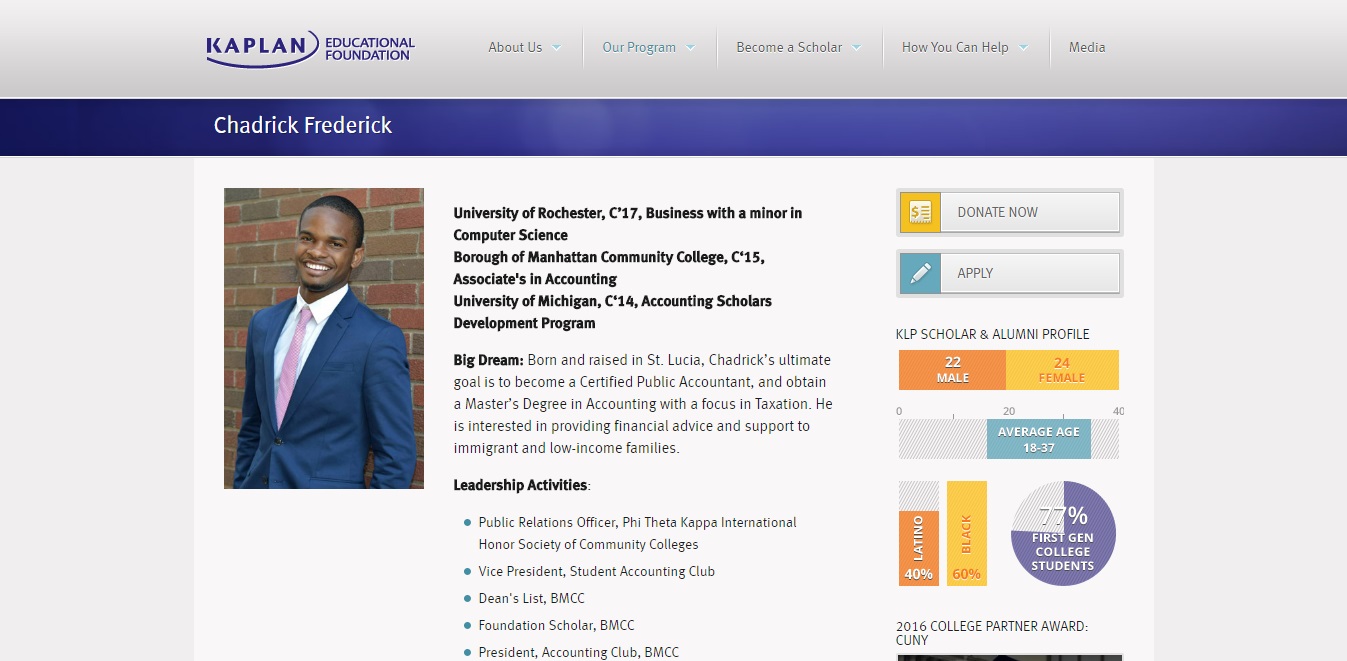 KAPLAN EDUCATIONAL FOUNDATION
About Us
Our Program
Become a Scholar
How You Can Help
Media
Chadrick Frederick
University of Rochester, C’17, Business with a minor in
Computer Science
Borough of Manhattan Community College, C‘15,
Associate's in Accounting
University of Michigan, C‘14, Accounting Scholars
Development Program
Big Dream: Born and raised in St. Lucia, Chadrick’s ultimate
goal is to become a Certified Public Accountant, and obtain
a Master’s Degree in Accounting with a focus in Taxation. He
is interested in providing financial advice and support to
immigrant and low-income families.
Leadership Activities:
Public Relations Officer, Phi Theta Kappa International
Honor Society of Community Colleges
Vice President, Student Accounting Club
Dean's List, BMCC
Foundation Scholar, BMCC
President, Accounting Club, BMCC
DONATE NOW
APPLY
KLP SCHOLAR & ALUMNI PROFILE
22
MALE
24
FEMALE
0 20 40
AVERAGE AGE
18-37
LATINO
40%
BLACK
60%
77%
FIRST GEN
COLLEGE
STUDENTS
2016 COLLEGE PARTNER AWARD:
CUNY